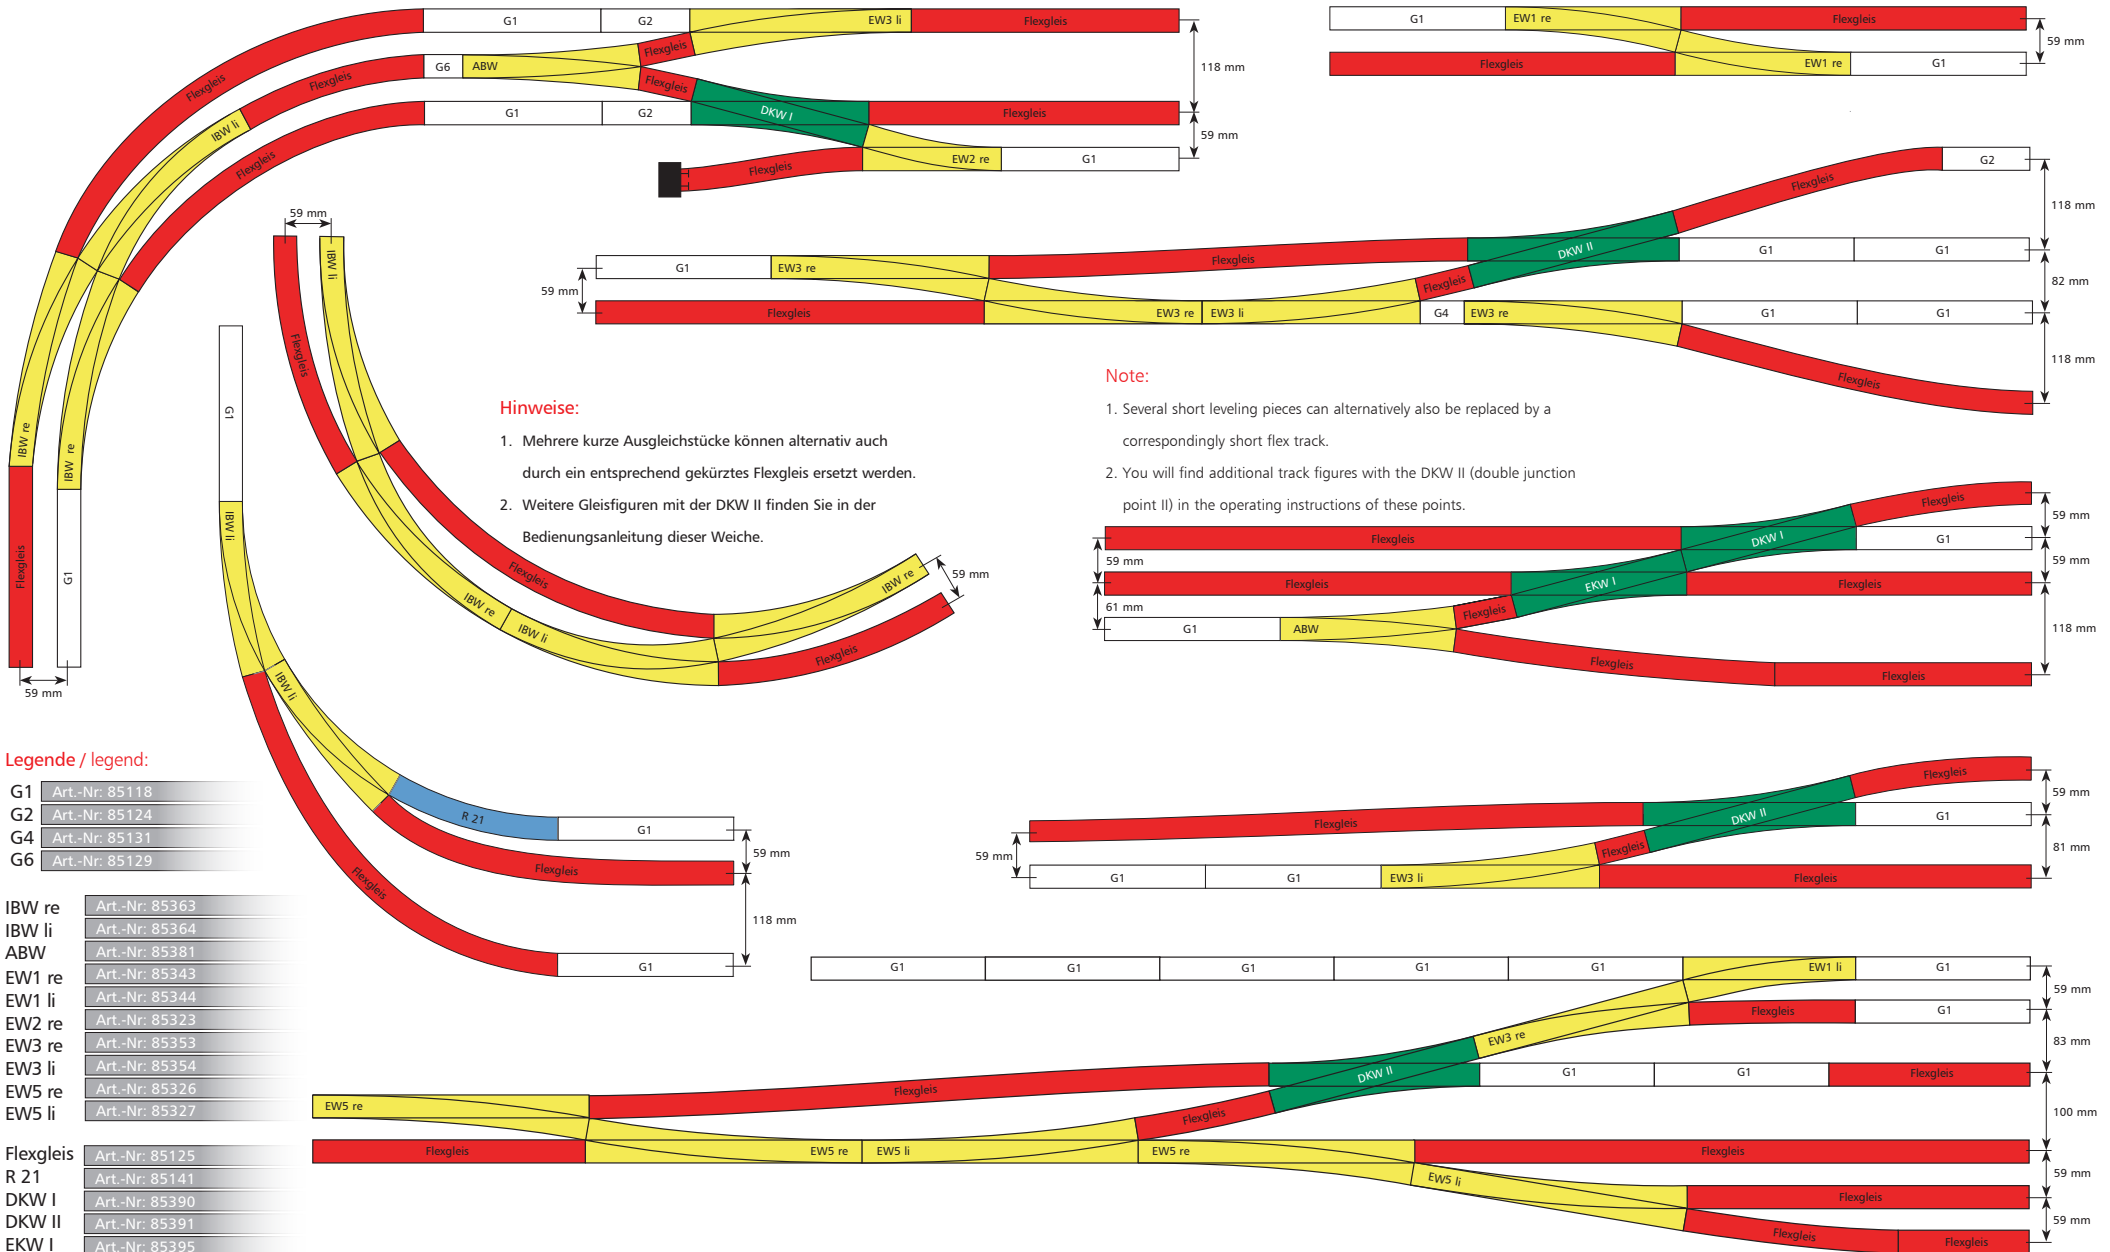 G1
G2
EW3 li
Flexgleis
Flexgleis
118 mm
Flexgleis
Flexgleis
G6
ABW
Flexgleis
IBW li
Flexgleis
G1
G2
DKW I
Flexgleis
59 mm
Flexgleis
EW2 re
G1
IBW re
IBW re
Flexgleis
G1
59 mm
G1
EW1 re
Flexgleis
59 mm
Flexgleis
EW1 re
G1
Flexgleis
G2
118 mm
G1
EW3 re
Flexgleis
DKW II
G1
G1
59 mm
82 mm
Flexgleis
Flexgleis
EW3 re
EW3 li
G4
EW3 re
G1
G1
118 mm
Flexgleis
59 mm
IBW li
Flexgleis
Flexgleis
IBW re
IBW li
IBW re
59 mm
Flexgleis
G1
IBW li
IBW li
R 21
G1
59 mm
Flexgleis
Flexgleis
118 mm
G1
Hinweise:
1. Mehrere kurze Ausgleichstücke können alternativ auch
durch ein entsprechend gekürztes Flexgleis ersetzt werden.
2. Weitere Gleisfiguren mit der DKW II finden Sie in der
Bedienungsanleitung dieser Weiche.
Note:
1. Several short leveling pieces can alternatively also be replaced by a
correspondingly short flex track.
2. You will find additional track figures with the DKW II (double junction
point II) in the operating instructions of these points.
Flexgleis
59 mm
Flexgleis
DKW I
G1
59 mm
59 mm
Flexgleis
EKW I
Flexgleis
61 mm
Flexgleis
G1
ABW
118 mm
Flexgleis
Flexgleis
Flexgleis
59 mm
Flexgleis
DKW II
G1
59 mm
Flexgleis
81 mm
G1
G1
EW3 li
Flexgleis
G1
G1
G1
G1
G1
EW1 li
G1
59 mm
Flexgleis
G1
EW3 re
83 mm
Flexgleis
DKW II
G1
G1
Flexgleis
EW5 re
Flexgleis
100 mm
Flexgleis
EW5 re
EW5 li
EW5 re
Flexgleis
59 mm
EW5 li
Flexgleis
59 mm
Flexgleis
Flexgleis
Legende / legend:
G1 Art.-Nr: 85118
G2 Art.-Nr: 85124
G4 Art.-Nr: 85131
G6 Art.-Nr: 85129
IBW re Art.-Nr: 85363
IBW li Art.-Nr: 85364
ABW Art.-Nr: 85381
EW1 re Art.-Nr: 85343
EW1 li Art.-Nr: 85344
EW2 re Art.-Nr: 85323
EW3 re Art.-Nr: 85353
EW3 li Art.-Nr: 85354
EW5 re Art.-Nr: 85326
EW5 li Art.-Nr: 85327
Flexgleis Art.-Nr: 85125
R 21 Art.-Nr: 85141
DKW I Art.-Nr: 85390
DKW II Art.-Nr: 85391
EKW I Art.-Nr: 85395